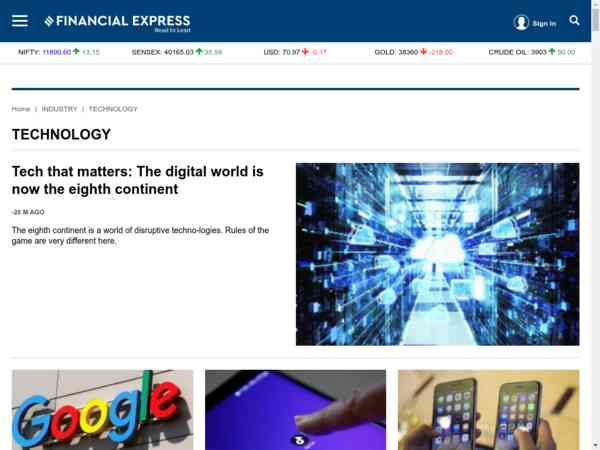 FINANCIAL EXPRESS
Read to Lead
Sign In
NIFTY: 11890.60 13.15
SENSEX: 40165.03 35.98
USD: 70.97 -0.17
GOLD: 38360 -218.00
CRUDE OIL: 3903 50.00
Home | INDUSTRY | TECHNOLOGY
TECHNOLOGY
Tech that matters: The digital world is
now the eighth continent
-28 M AGO
The eighth continent is a world of disruptive techno-logies. Rules of the
game are very different here.
Google